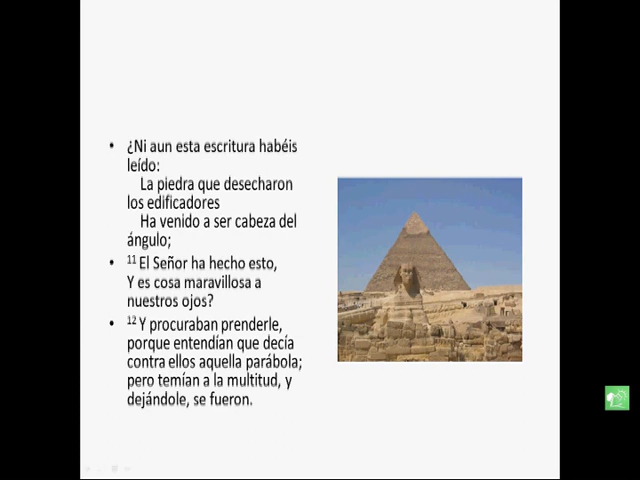 • ¿Ni aun esta escritura habéis
leído:
La piedra que desecharon
los edificadores
Ha venido a ser cabeza del
ángulo;
• 11 El Señor ha hecho esto,
Y es cosa maravillosa a
nuestros ojos?
• 12 Y procuraban prenderle,
porque entendían que decía
contra ellos aquella parábola;
pero temían a la multitud, y
dejándole, se fueron.